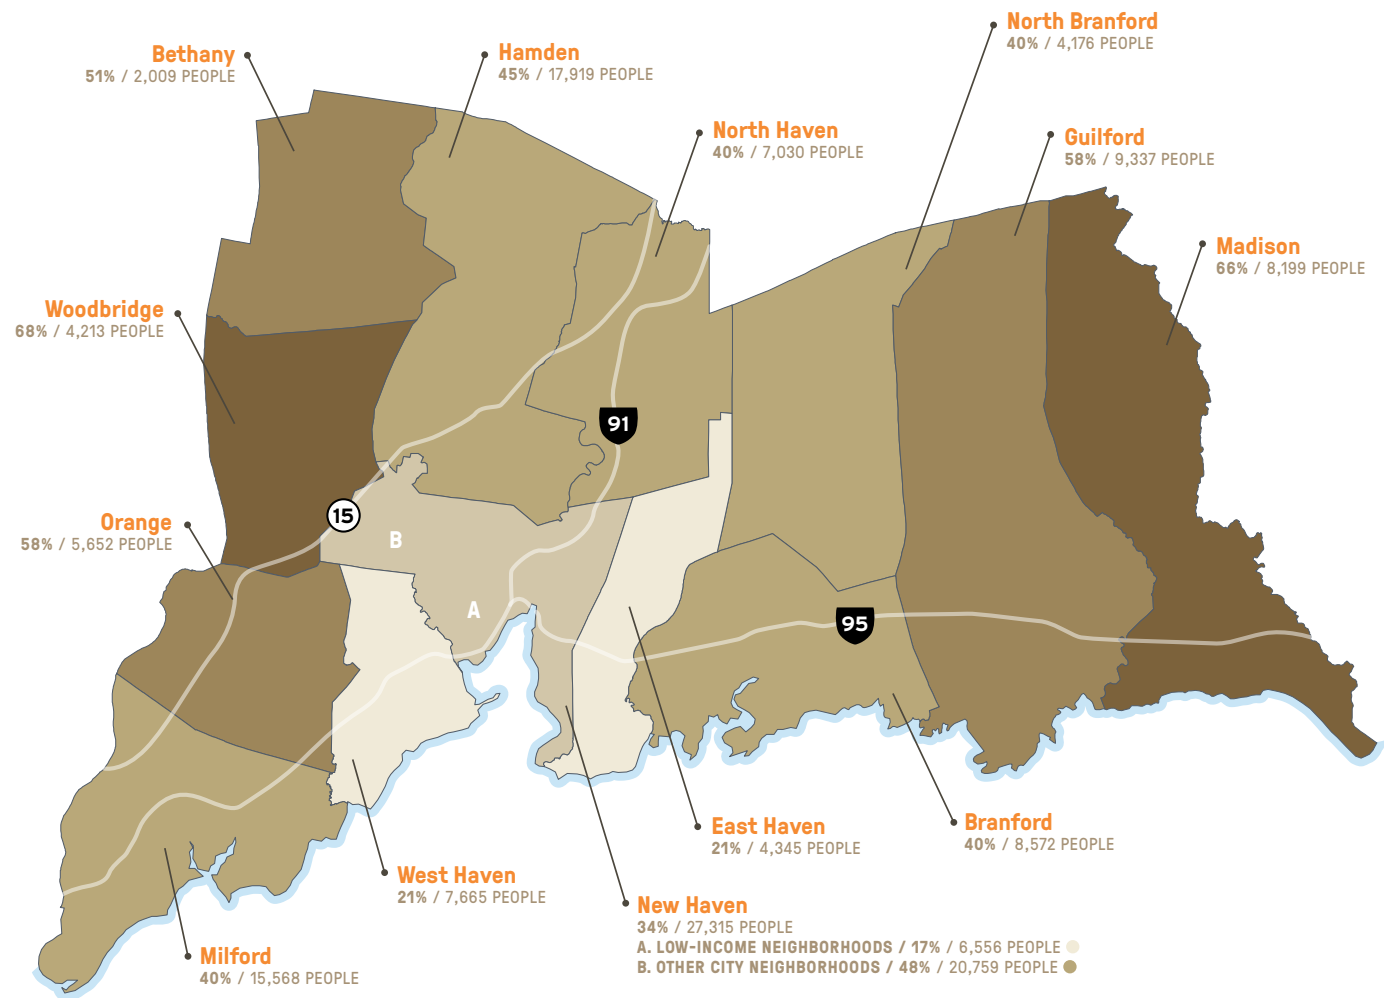 North Branford
40% / 4,176 PEOPLE
Bethany
51% / 2,009 PEOPLE
Hamden
45% / 17,919 PEOPLE
North Haven
40% / 7,030 PEOPLE
Guilford
58% / 9,337 PEOPLE
Madison
66% / 8,199 PEOPLE
Woodbridge
68% / 4,213 PEOPLE
91
15
Orange
58% / 5,652 PEOPLE
B
A
95
East Haven
21% / 4,345 PEOPLE
Branford
40% / 8,572 PEOPLE
West Haven
21% / 7,665 PEOPLE
New Haven
34% / 27,315 PEOPLE
A. LOW-INCOME NEIGHBORHOODS / 17% / 6,556 PEOPLE
B. OTHER CITY NEIGHBORHOODS / 48% / 20,759 PEOPLE
Milford
40% / 15,568 PEOPLE